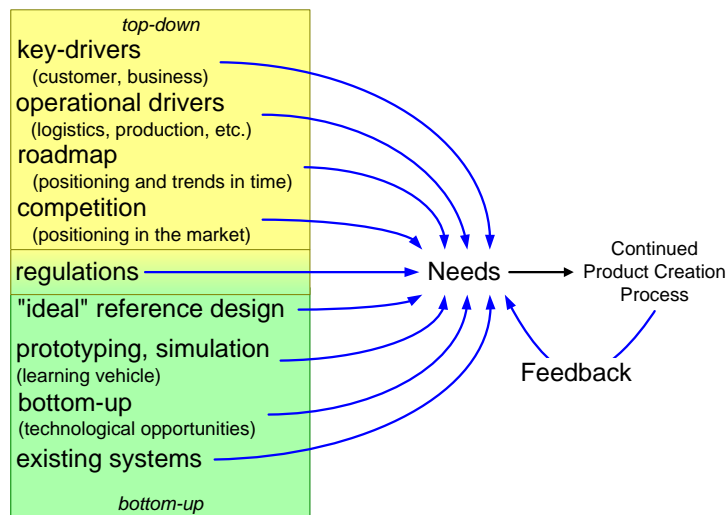 top-down
key-drivers
(customer, business)
operational drivers
(logistics, production, etc.)
roadmap
(positioning and trends in time)
competition
(positioning in the market)
regulations
"ideal" reference design
prototyping, simulation
(learning vehicle)
bottom-up
(technological opportunities)
existing systems
bottom-up
Needs
Continued
Product Creation
Process
Feedback